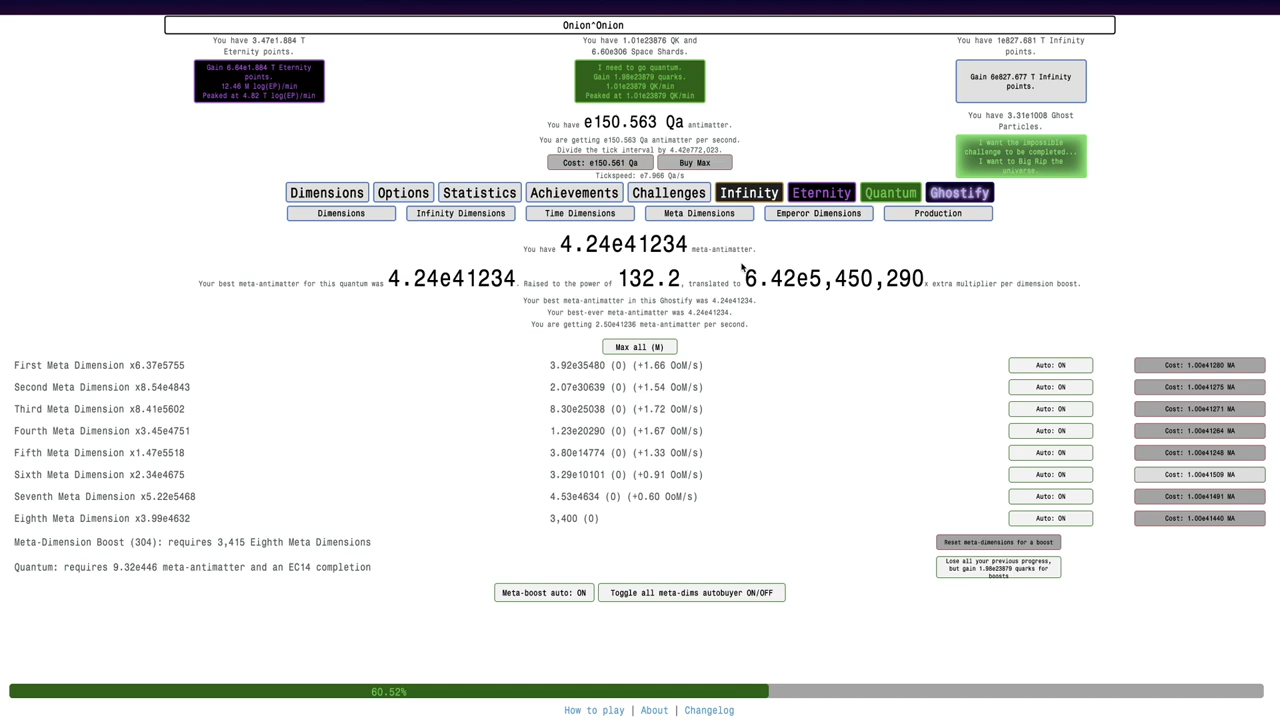 Onion^Onion
You have 3.47e1.884 T
Eternity points.
Gain 6.64e1.884 T Eternity
points.
12.46 M log(EP)/min
Peaked at 4.82 T log(EP)/min
You have 1.01e23876 QK and
6.60e306 Space Shards.
I need to go quantum.
Gain 1.98e23879 quarks.
1.01e23879 QK/min
Peaked at 1.01e23879 QK/min
You have 1e827.681 T Infinity
points.
Gain 6e827.677 T Infinity
points.
You have 3.31e1008 Ghost
Particles.
I want the impossible
challenge to be completed...
I want to Big Rip the
universe.
You have e150.563 Qa antimatter.
You are getting e150.563 Qa antimatter per second.
Divide the tick interval by 4.42e772,023.
Cost: e150.561 Qa Buy Max
Tickspeed: e7.966 Qa/s
Dimensions Options Statistics Achievements Challenges Infinity Eternity Quantum Ghostify
Dimensions Infinity Dimensions Time Dimensions Meta Dimensions Emperor Dimensions Production
You have 4.24e41234 meta-antimatter.
Your best meta-antimatter for this quantum was 4.24e41234. Raised to the power of 132.2, translated to 6.42e5,450,290x extra multiplier per dimension boost.
Your best meta-antimatter in this Ghostify was 4.24e41234.
Your best-ever meta-antimatter was 4.24e41234.
You are getting 2.50e41236 meta-antimatter per second.
Max all (M)
First Meta Dimension x6.37e5755 3.92e35480 (0) (+1.66 OoM/s) Auto: ON Cost: 1.00e41280 MA
Second Meta Dimension x8.54e4843 2.07e30639 (0) (+1.54 OoM/s) Auto: ON Cost: 1.00e41275 MA
Third Meta Dimension x8.41e5602 8.30e25038 (0) (+1.72 OoM/s) Auto: ON Cost: 1.00e41271 MA
Fourth Meta Dimension x3.45e4751 1.23e20290 (0) (+1.67 OoM/s) Auto: ON Cost: 1.00e41264 MA
Fifth Meta Dimension x1.47e5518 3.80e14774 (0) (+1.33 OoM/s) Auto: ON Cost: 1.00e41248 MA
Sixth Meta Dimension x2.34e4675 3.29e10101 (0) (+0.91 OoM/s) Auto: ON Cost: 1.00e41509 MA
Seventh Meta Dimension x5.22e5468 4.53e4634 (0) (+0.60 OoM/s) Auto: ON Cost: 1.00e41491 MA
Eighth Meta Dimension x3.99e4632 3,400 (0) Auto: ON Cost: 1.00e41440 MA
Meta-Dimension Boost (304): requires 3,415 Eighth Meta Dimensions Reset meta-dimensions for a boost
Quantum: requires 9.32e446 meta-antimatter and an EC14 completion
Lose all your previous progress,
but gain 1.98e23879 quarks for
boosts
Meta-boost auto: ON Toggle all meta-dims autobuyer ON/OFF
60.52%
How to play | About | Changelog